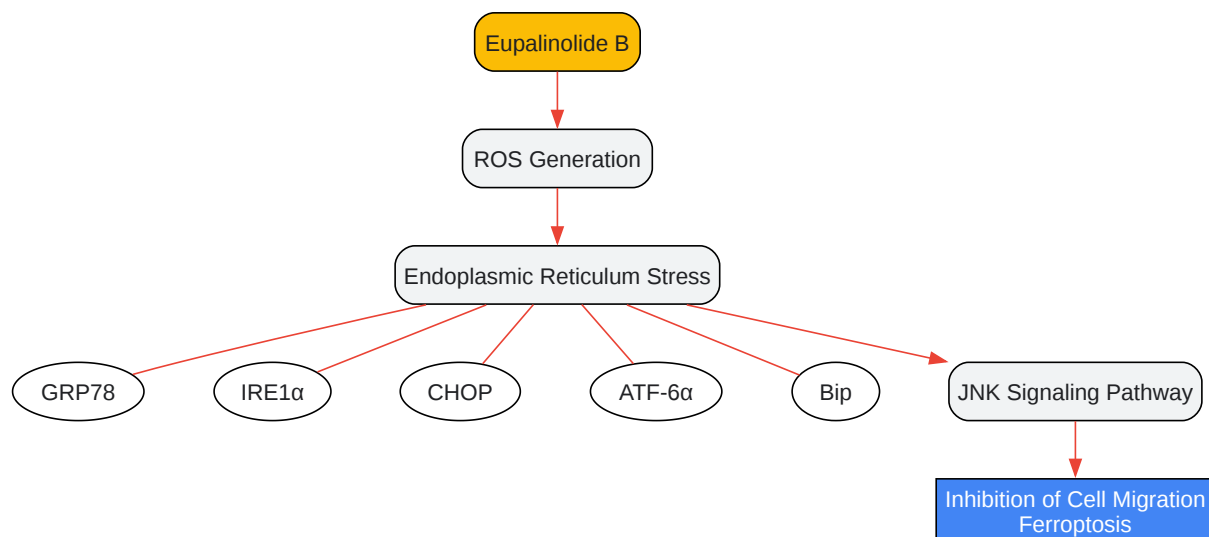 Eupalinolide B
ROS Generation
Endoplasmic Reticulum Stress
GRP78
IRE1α
CHOP
ATF-6α
Bip
JNK Signaling Pathway
Inhibition of Cell Migration
Ferroptosis